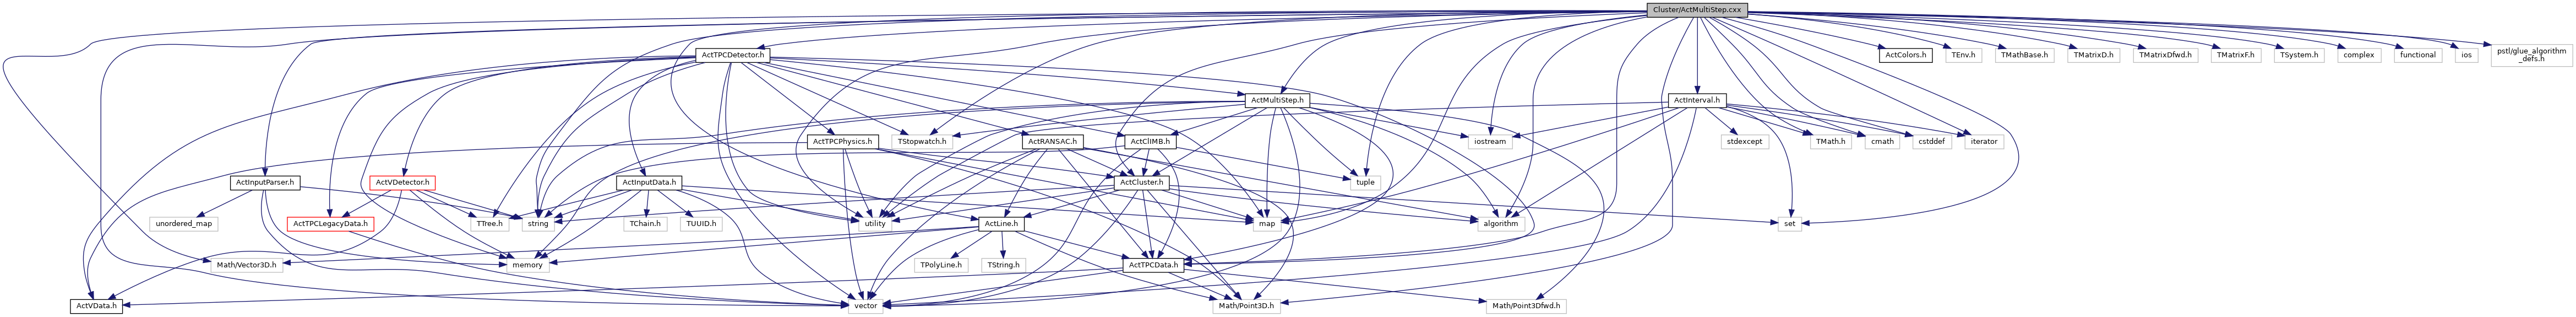 Cluster/ActMultiStep.cxx
ActTPCDetector.h
ActColors.h
TEnv.h
TMathBase.h
TMatrixD.h
TMatrixDfwd.h
TMatrixF.h
TSystem.h
complex
functional
ios
pstl/glue_algorithm
_defs.h
ActMultiStep.h
ActInterval.h
ActTPCPhysics.h
TStopwatch.h
ActRANSAC.h
ActCliMB.h
iostream
stdexcept
TMath.h
cmath
cstddef
iterator
ActInputParser.h
ActVDetector.h
ActInputData.h
ActCluster.h
tuple
unordered_map
ActTPCLegacyData.h
TTree.h
string
TChain.h
TUUID.h
utility
ActLine.h
map
algorithm
set
Math/Vector3D.h
memory
TPolyLine.h
TString.h
ActTPCData.h
ActVData.h
vector
Math/Point3D.h
Math/Point3Dfwd.h